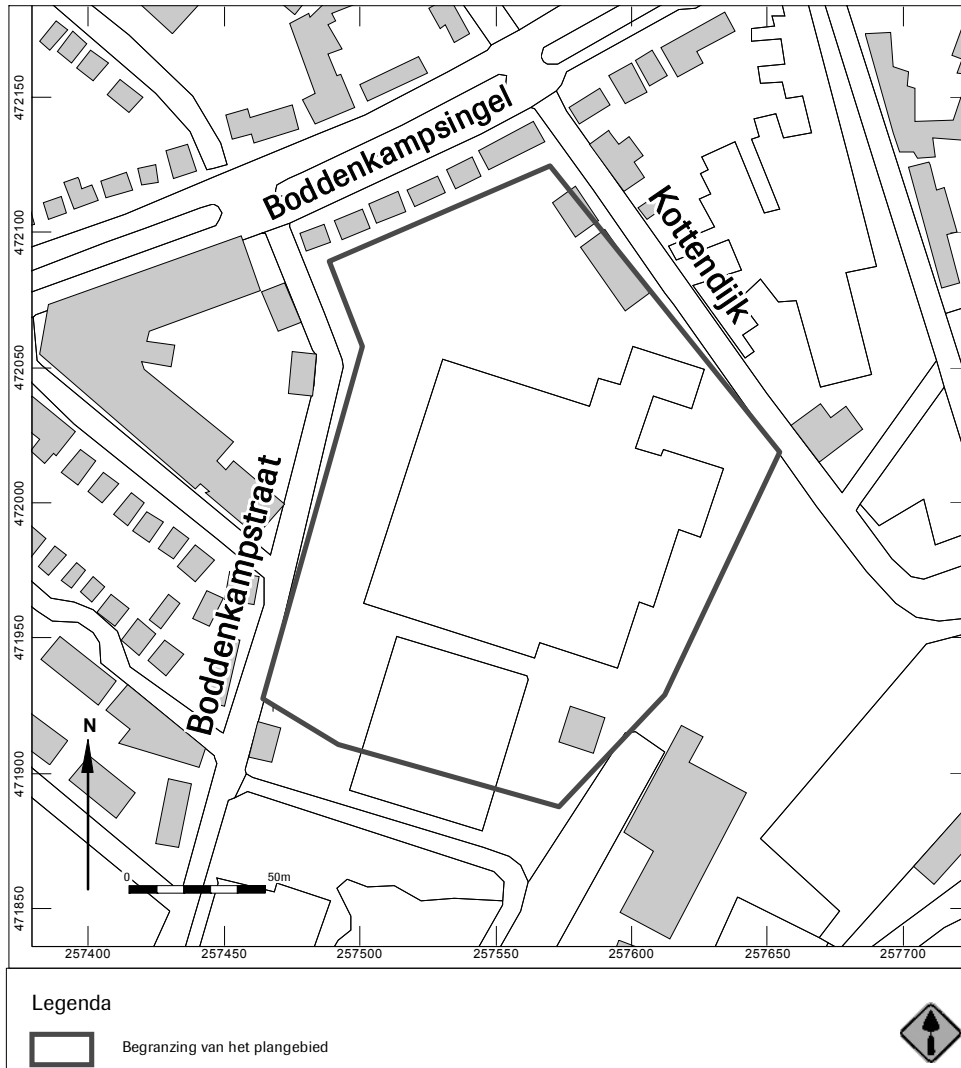 Boddenkampsingel
Kottendijk
Boddenkampstraat
472150
472100
472050
472000
471950
471900
471850
N
0 50m
257400 257450 257500 257550 257600 257650 257700
Legenda
Begranzing van het plangebied